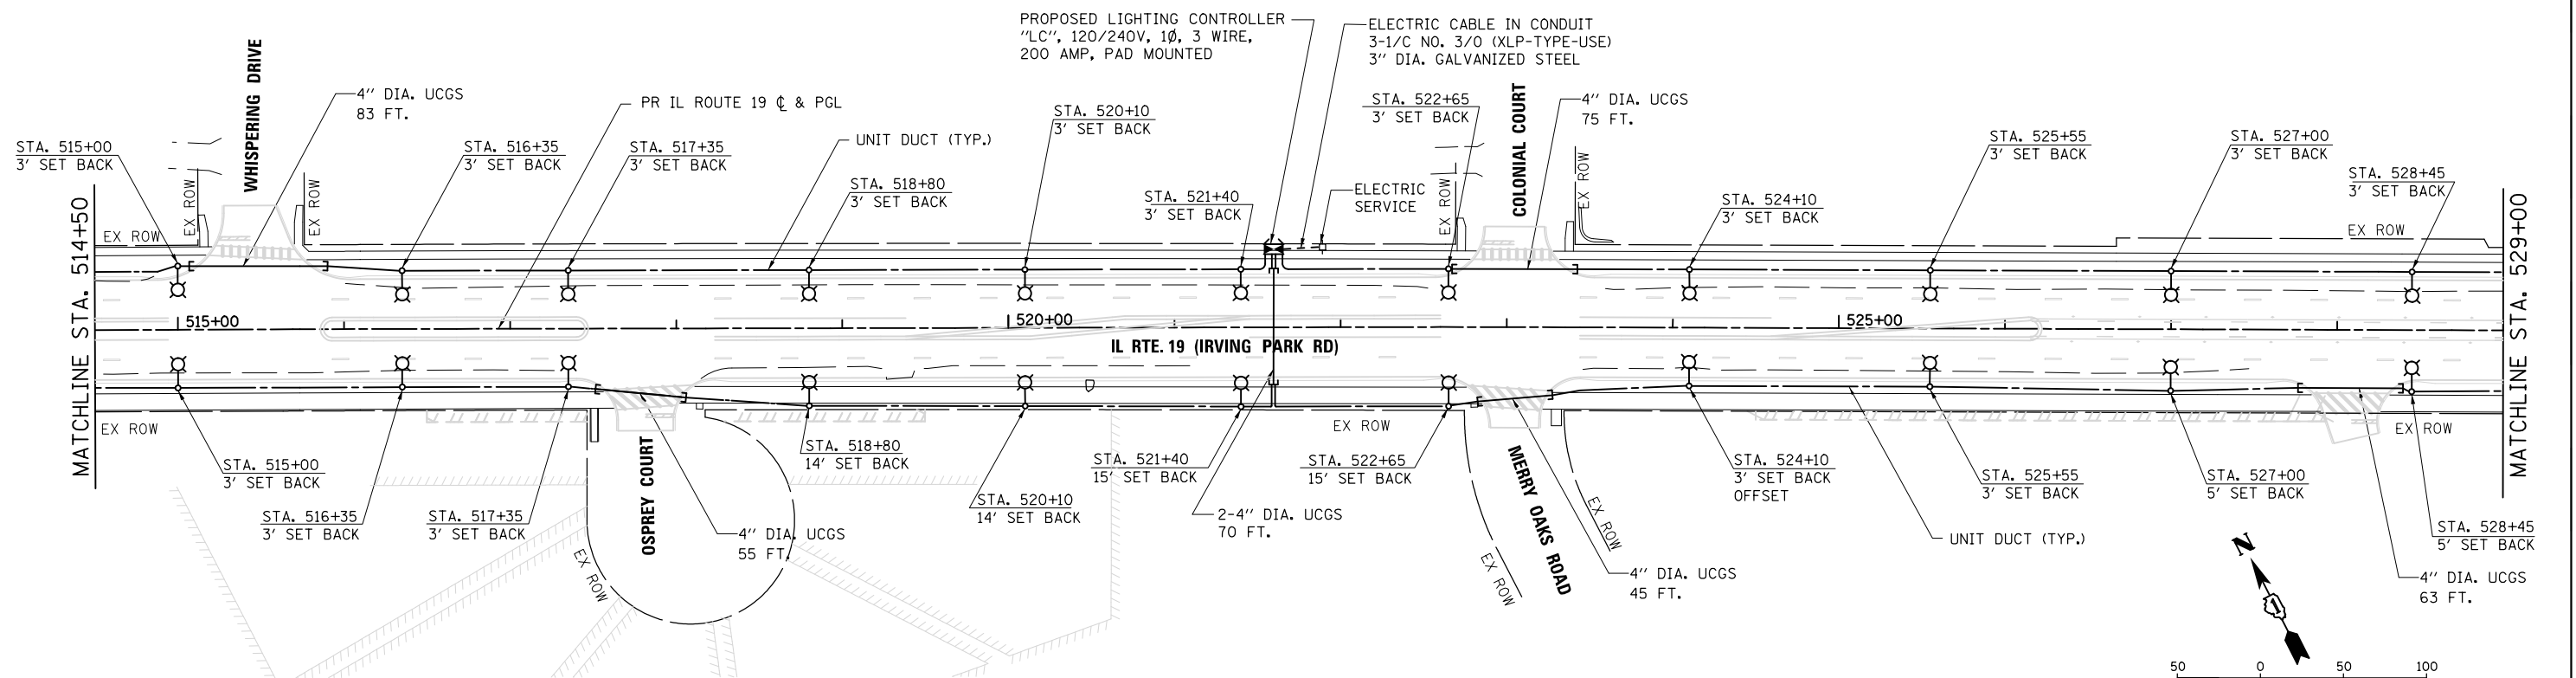 PROPOSED LIGHTING CONTROLLER
"LC", 120/240V, 1Ø, 3 WIRE,
200 AMP, PAD MOUNTED
ELECTRIC CABLE IN CONDUIT
3-1/C NO. 3/0 (XLP-TYPE-USE)
3" DIA. GALVANIZED STEEL
WHISPERING DRIVE
4" DIA. UCGS
83 FT.
PR IL ROUTE 19 ℄ & PGL
UNIT DUCT (TYP.)
STA. 520+10
3' SET BACK
STA. 522+65
3' SET BACK
COLONIAL COURT
4" DIA. UCGS
75 FT.
STA. 515+00
3' SET BACK
STA. 516+35
3' SET BACK
STA. 517+35
3' SET BACK
STA. 518+80
3' SET BACK
STA. 521+40
3' SET BACK
ELECTRIC
SERVICE
STA. 524+10
3' SET BACK
STA. 525+55
3' SET BACK
STA. 527+00
3' SET BACK
STA. 528+45
3' SET BACK
EX ROW
EX ROW
EX ROW
EX ROW
EX ROW
EX ROW
MATCHLINE STA. 514+50
MATCHLINE STA. 529+00
515+00
520+00
525+00
IL RTE. 19 (IRVING PARK RD)
EX ROW
EX ROW
EX ROW
STA. 515+00
3' SET BACK
STA. 516+35
3' SET BACK
STA. 517+35
3' SET BACK
OSPREY COURT
EX ROW
4" DIA. UCGS
55 FT.
STA. 518+80
14' SET BACK
STA. 520+10
14' SET BACK
STA. 521+40
15' SET BACK
2-4" DIA. UCGS
70 FT.
STA. 522+65
15' SET BACK
EX ROW
MERRY OAKS ROAD
EX ROW
4" DIA. UCGS
45 FT.
STA. 524+10
3' SET BACK
OFFSET
STA. 525+55
3' SET BACK
UNIT DUCT (TYP.)
STA. 527+00
5' SET BACK
STA. 528+45
5' SET BACK
4" DIA. UCGS
63 FT.
N
1
50 0 50 100